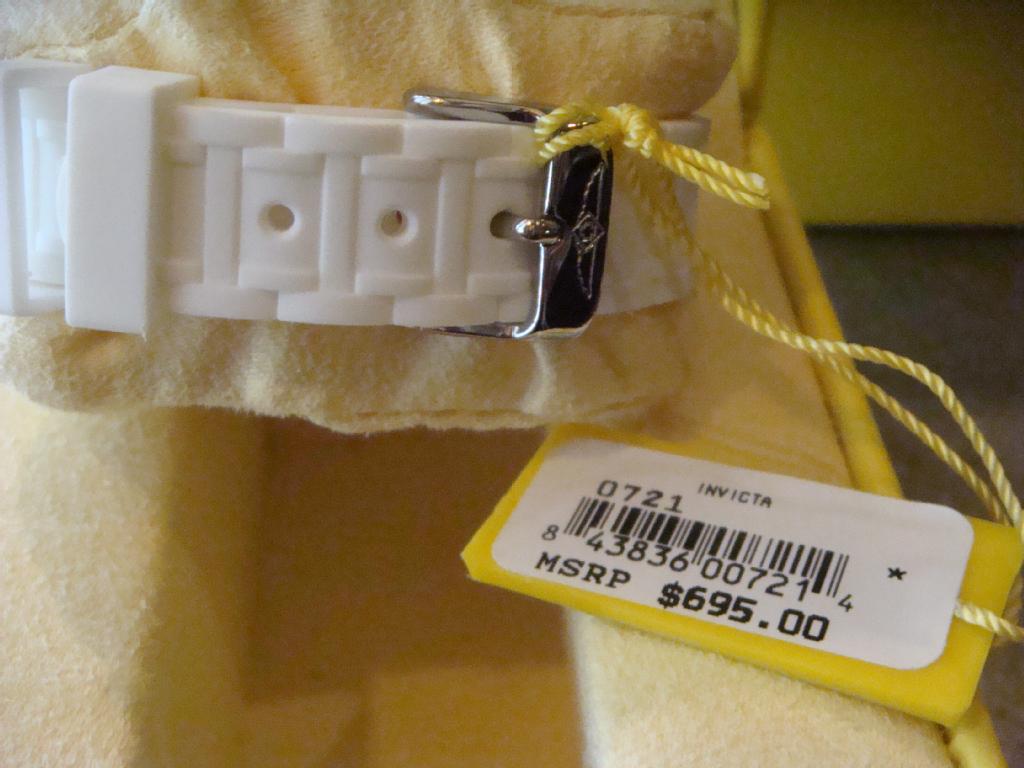 INVICTA
0721
8 43836 00721 4
*
MSRP $695.00